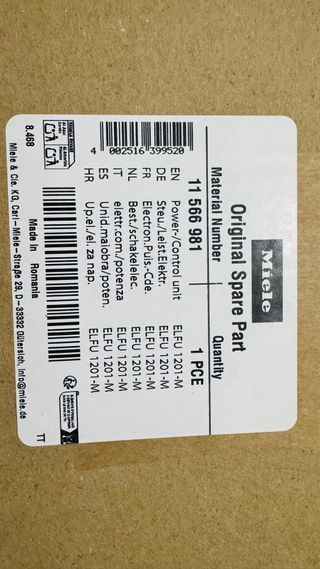 Miele
Original Spare Part
Material Number Quantity
11 566 981 1 PCE
EN Power-/Control unit ELFU 1201-M
DE Steu./Leist.Elektr. ELFU 1201-M
FR Electron.Puis.-Cde. ELFU 1201-M
NL Best./schakelelec. ELFU 1201-M
IT elettr.com./potenza ELFU 1201-M
ES Unid.maiobra/poten. ELFU 1201-M
HR Up.el./el. za nap. ELFU 1201-M
4 002516 399520
Made in Romania
Miele & Cie. KG, Carl-Miele-Straße 29, D-33332 Gütersloh, info@miele.de
8.468
TT